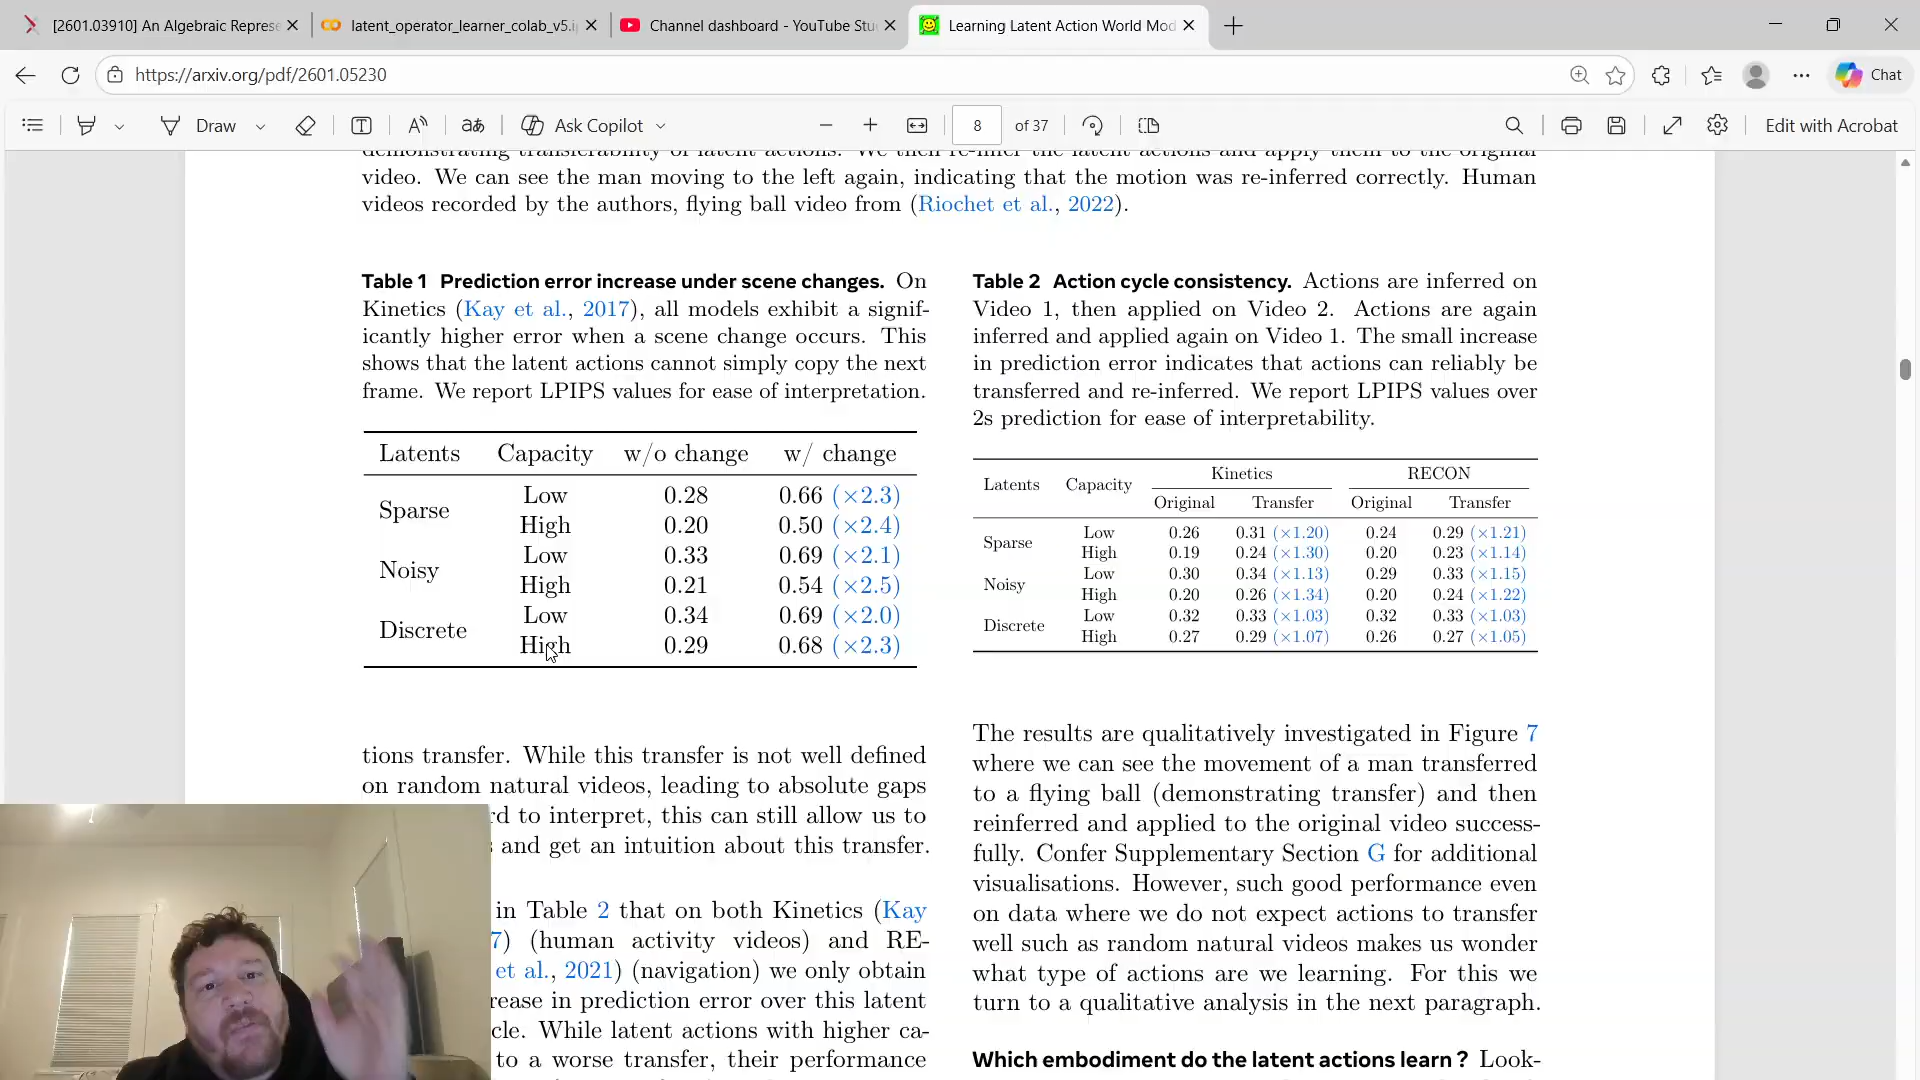 [2601.03910] An Algebraic Represe
latent_operator_learner_colab_v5.i
Channel dashboard - YouTube Stu
Learning Latent Action World Mod
https://arxiv.org/pdf/2601.05230
Chat
Draw
Ask Copilot
8 of 37
Edit with Acrobat
video. We can see the man moving to the left again, indicating that the motion was re-inferred correctly. Human
videos recorded by the authors, flying ball video from (Riochet et al., 2022).
Table 1 Prediction error increase under scene changes. On
Kinetics (Kay et al., 2017), all models exhibit a signif-
icantly higher error when a scene change occurs. This
shows that the latent actions cannot simply copy the next
frame. We report LPIPS values for ease of interpretation.
Latents Capacity w/o change w/ change
Sparse
Low 0.28 0.66 (×2.3)
High 0.20 0.50 (×2.4)
Noisy
Low 0.33 0.69 (×2.1)
High 0.21 0.54 (×2.5)
Discrete
Low 0.34 0.69 (×2.0)
High 0.29 0.68 (×2.3)
tions transfer. While this transfer is not well defined
on random natural videos, leading to absolute gaps
rd to interpret, this can still allow us to
and get an intuition about this transfer.
in Table 2 that on both Kinetics (Kay
7) (human activity videos) and RE-
et al., 2021) (navigation) we only obtain
rease in prediction error over this latent
cle. While latent actions with higher ca-
to a worse transfer, their performance
Table 2 Action cycle consistency. Actions are inferred on
Video 1, then applied on Video 2. Actions are again
inferred and applied again on Video 1. The small increase
in prediction error indicates that actions can reliably be
transferred and re-inferred. We report LPIPS values over
2s prediction for ease of interpretability.
Latents Capacity Kinetics RECON
Original Transfer Original Transfer
Sparse
Low 0.26 0.31 (×1.20) 0.24 0.29 (×1.21)
High 0.19 0.24 (×1.30) 0.20 0.23 (×1.14)
Noisy
Low 0.30 0.34 (×1.13) 0.29 0.33 (×1.15)
High 0.20 0.26 (×1.34) 0.20 0.24 (×1.22)
Discrete
Low 0.32 0.33 (×1.03) 0.32 0.33 (×1.03)
High 0.27 0.29 (×1.07) 0.26 0.27 (×1.05)
The results are qualitatively investigated in Figure 7
where we can see the movement of a man transferred
to a flying ball (demonstrating transfer) and then
reinferred and applied to the original video success-
fully. Confer Supplementary Section G for additional
visualisations. However, such good performance even
on data where we do not expect actions to transfer
well such as random natural videos makes us wonder
what type of actions are we learning. For this we
turn to a qualitative analysis in the next paragraph.
Which embodiment do the latent actions learn ? Look-